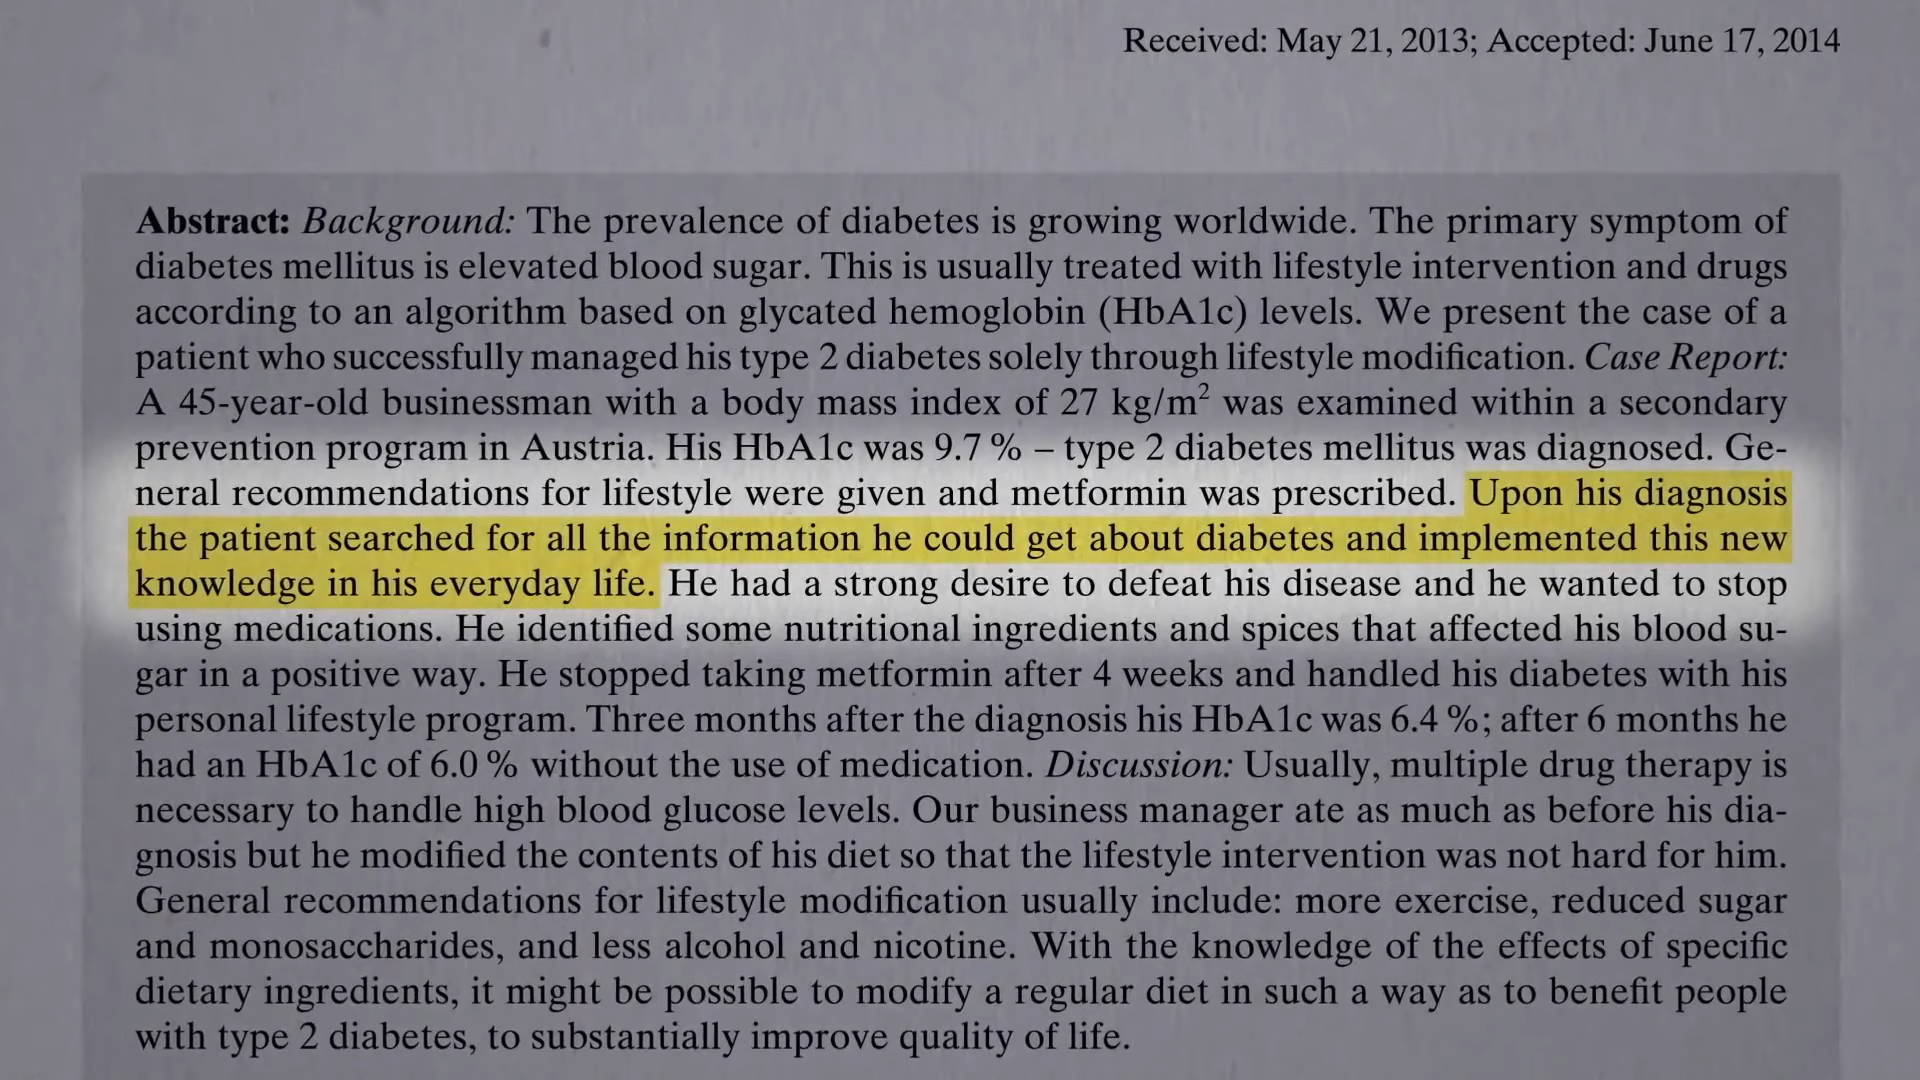 Received: May 21, 2013; Accepted: June 17, 2014
Abstract: Background: The prevalence of diabetes is growing worldwide. The primary symptom of
diabetes mellitus is elevated blood sugar. This is usually treated with lifestyle intervention and drugs
according to an algorithm based on glycated hemoglobin (HbA1c) levels. We present the case of a
patient who successfully managed his type 2 diabetes solely through lifestyle modification. Case Report:
A 45-year-old businessman with a body mass index of 27 kg/m² was examined within a secondary
prevention program in Austria. His HbA1c was 9.7 % – type 2 diabetes mellitus was diagnosed. Ge-
neral recommendations for lifestyle were given and metformin was prescribed. Upon his diagnosis
the patient searched for all the information he could get about diabetes and implemented this new
knowledge in his everyday life. He had a strong desire to defeat his disease and he wanted to stop
using medications. He identified some nutritional ingredients and spices that affected his blood su-
gar in a positive way. He stopped taking metformin after 4 weeks and handled his diabetes with his
personal lifestyle program. Three months after the diagnosis his HbA1c was 6.4 %; after 6 months he
had an HbA1c of 6.0 % without the use of medication. Discussion: Usually, multiple drug therapy is
necessary to handle high blood glucose levels. Our business manager ate as much as before his dia-
gnosis but he modified the contents of his diet so that the lifestyle intervention was not hard for him.
General recommendations for lifestyle modification usually include: more exercise, reduced sugar
and monosaccharides, and less alcohol and nicotine. With the knowledge of the effects of specific
dietary ingredients, it might be possible to modify a regular diet in such a way as to benefit people
with type 2 diabetes, to substantially improve quality of life.